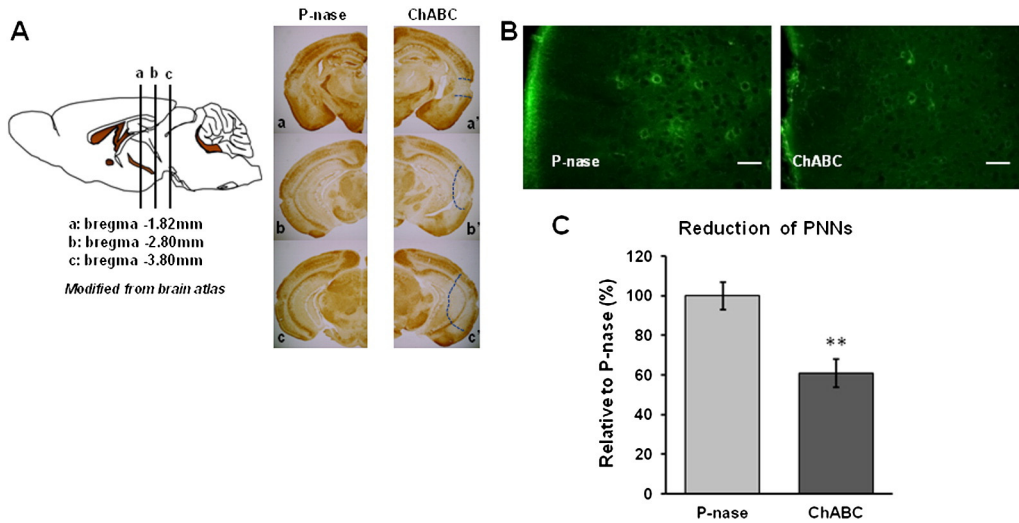 A
a b c
a: bregma -1.82mm
b: bregma -2.80mm
c: bregma -3.80mm
Modified from brain atlas
P-nase ChABC
a a'
b b'
c c'
B
P-nase ChABC
C
Reduction of PNNs
Relative to P-nase (%)
120
100
80
60
40
20
0
**
P-nase ChABC